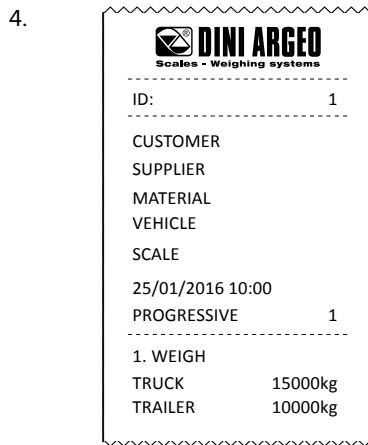 4.
DINI ARGEO
Scales - Weighing systems
ID: 1
CUSTOMER
SUPPLIER
MATERIAL
VEHICLE
SCALE
25/01/2016 10:00
PROGRESSIVE 1
1. WEIGH
TRUCK 15000kg
TRAILER 10000kg